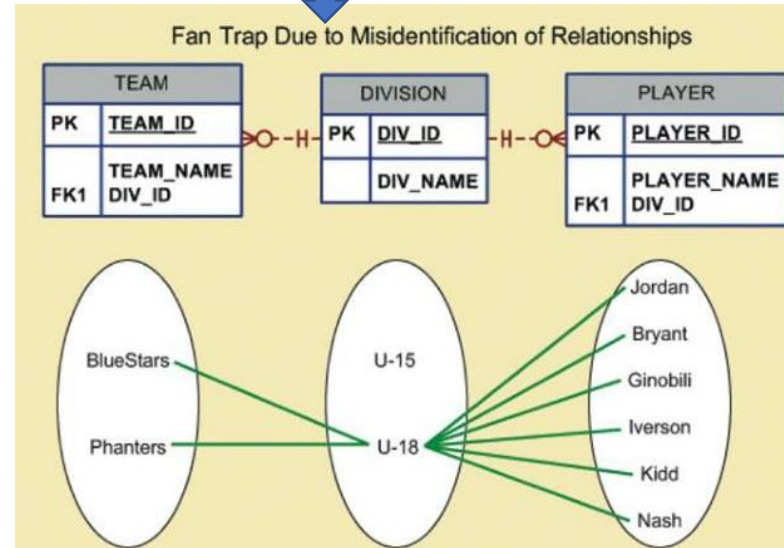 Fan Trap Due to Misidentification of Relationships
TEAM
PK TEAM_ID
TEAM_NAME
FK1 DIV_ID
DIVISION
PK DIV_ID
DIV_NAME
PLAYER
PK PLAYER_ID
PLAYER_NAME
FK1 DIV_ID
BlueStars
Phanters
U-15
U-18
Jordan
Bryant
Ginobili
Iverson
Kidd
Nash